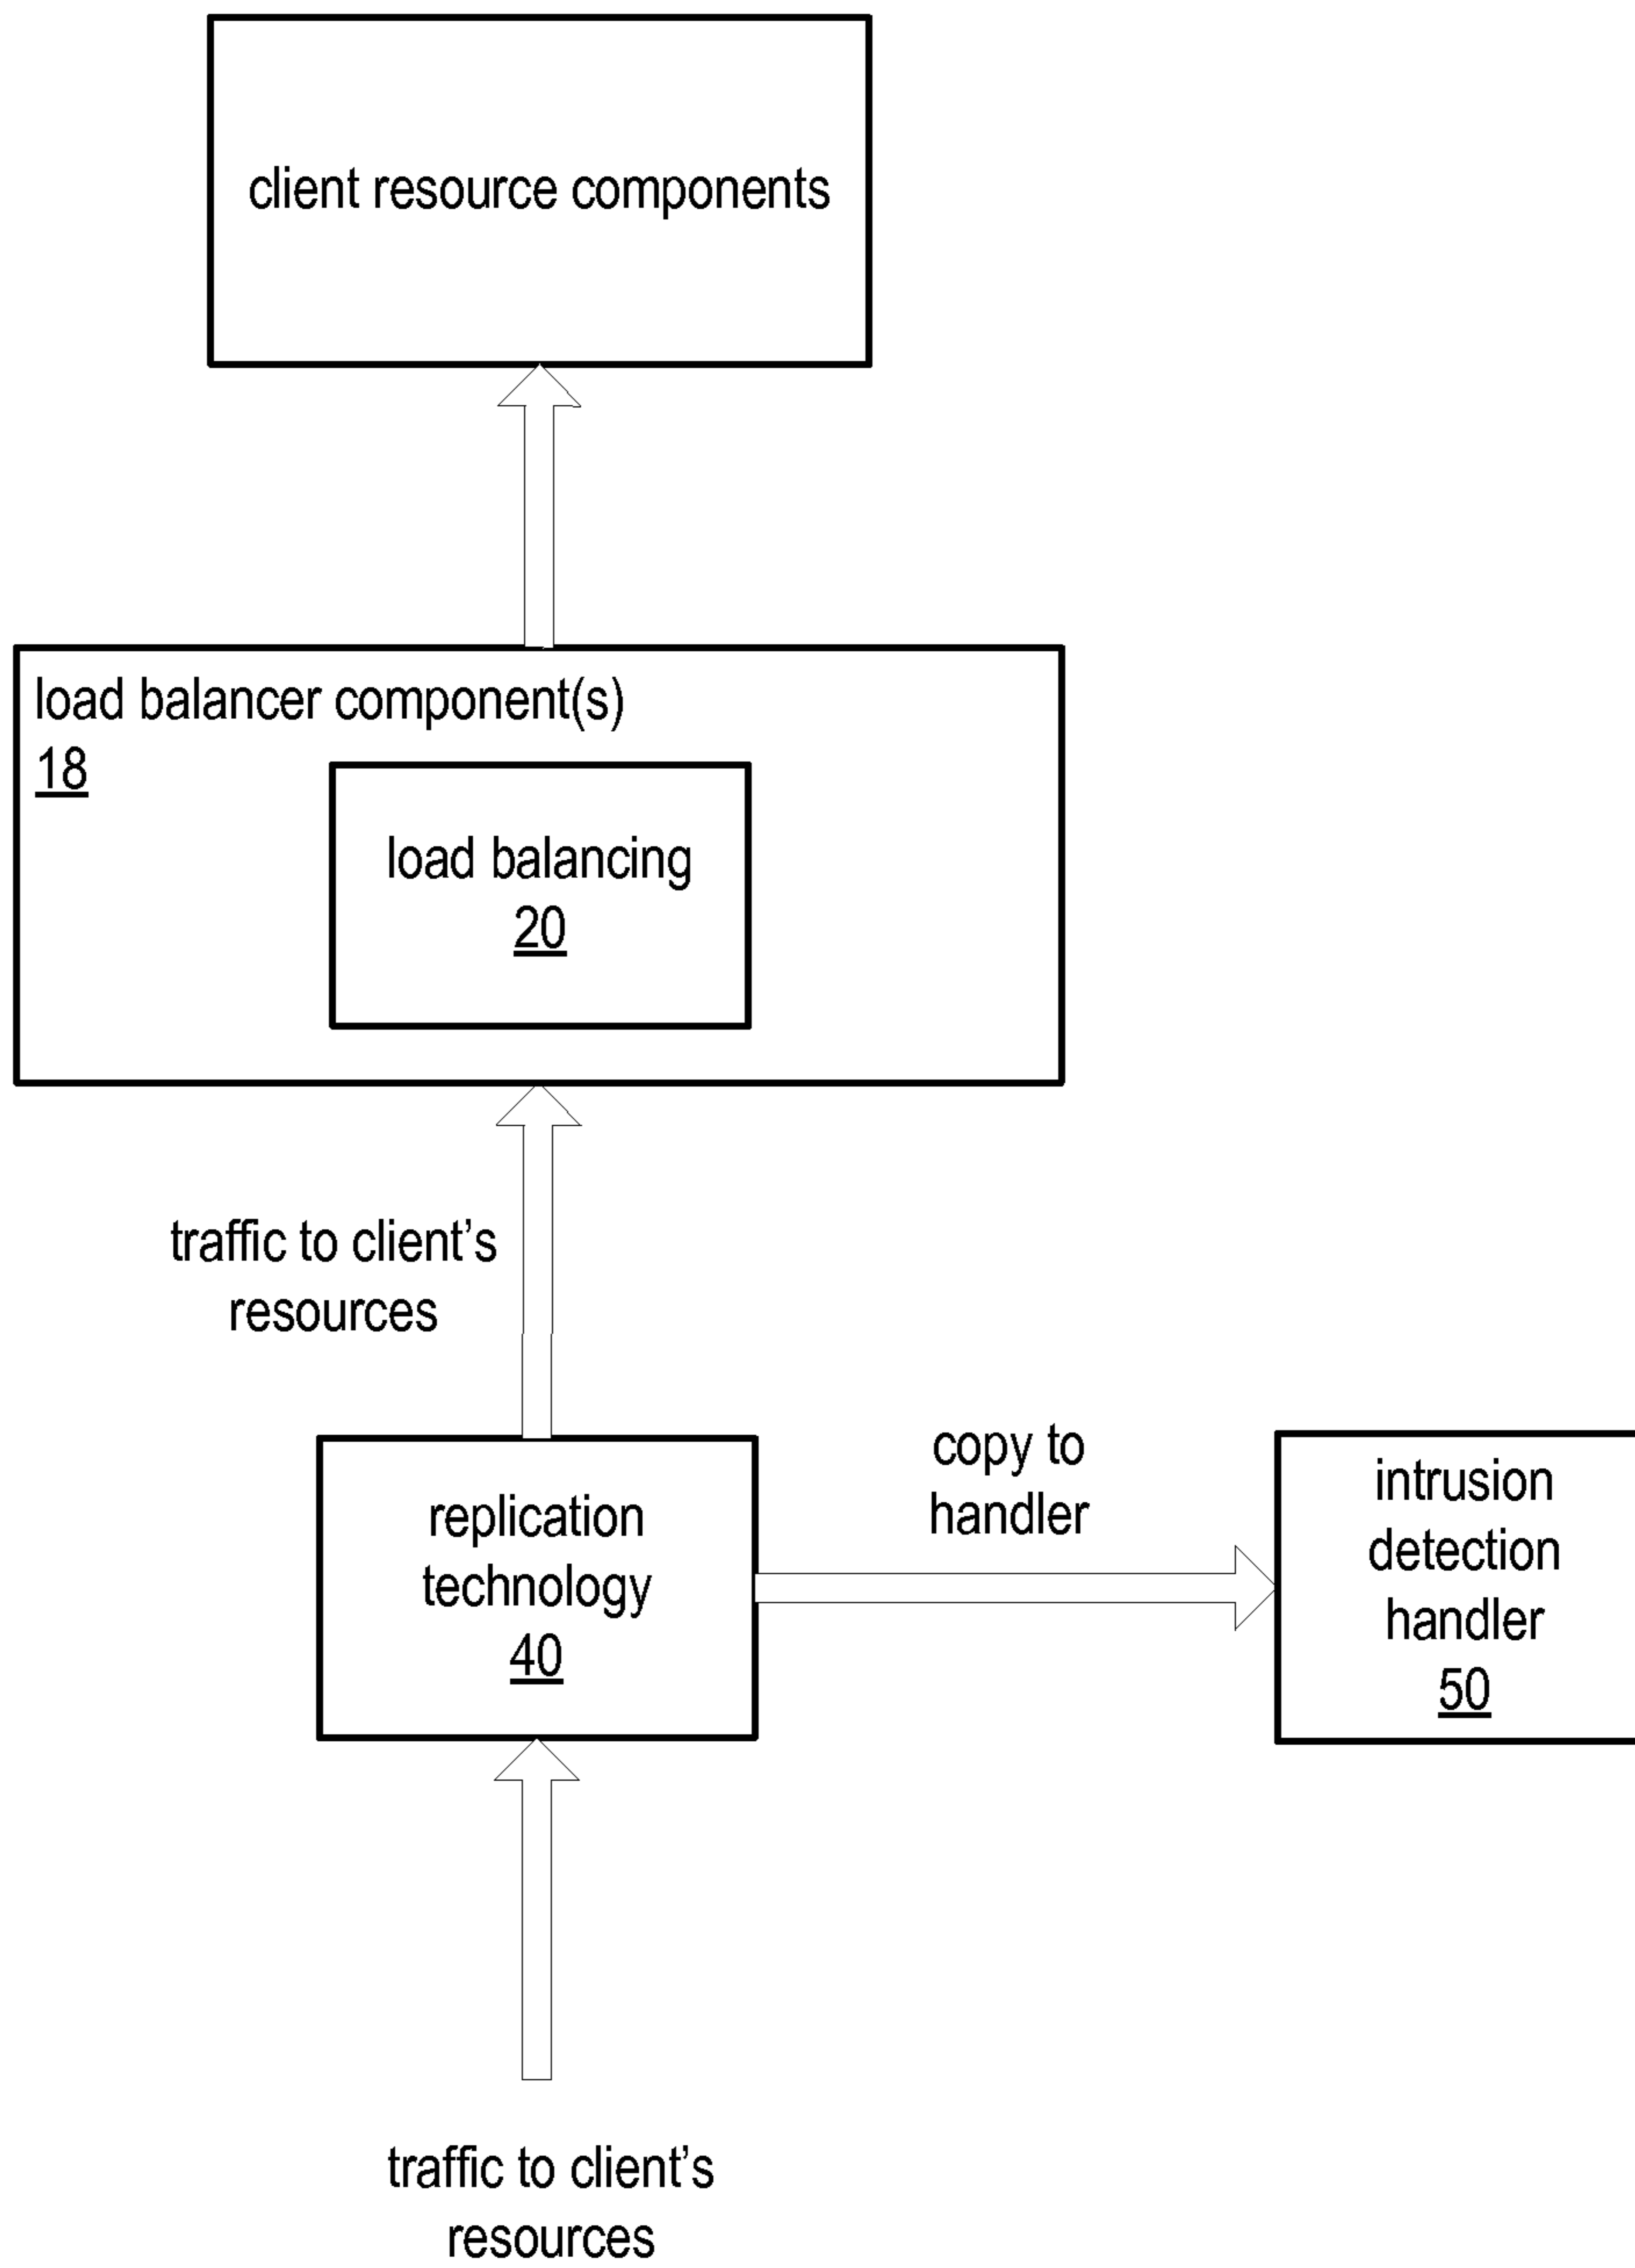 client resource components
load balancer component(s)
18
load balancing
20
traffic to client’s
resources
copy to
handler
replication
technology
40
intrusion
detection
handler
50
traffic to client’s
resources